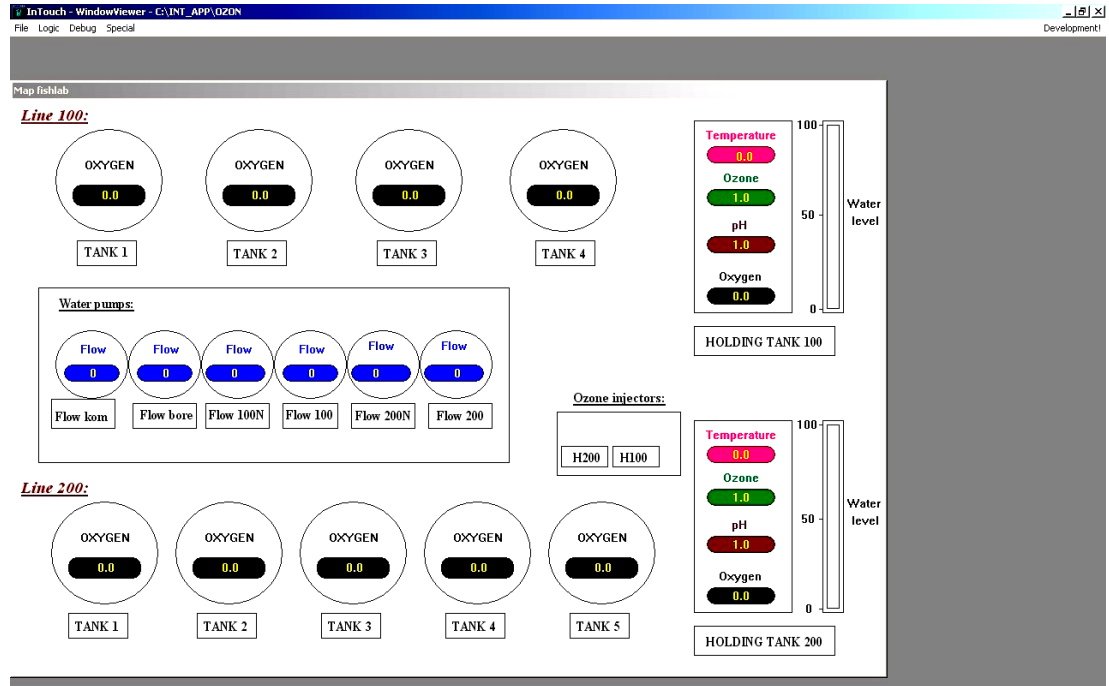 InTouch - WindowViewer - C:\INT_APP\OZON
File Logic Debug Special Development!
Map fishlab
Line 100:
OXYGEN OXYGEN OXYGEN OXYGEN
0.0 0.0 0.0 0.0
TANK 1 TANK 2 TANK 3 TANK 4
Temperature
0.0
Ozone
1.0
pH
1.0
Oxygen
0.0
100
50
0
Water
level
HOLDING TANK 100
Water pumps:
Flow Flow Flow Flow Flow Flow
0 0 0 0 0 0
Flow kom Flow bore Flow 100N Flow 100 Flow 200N Flow 200
Ozone injectors:
H200 H100
Line 200:
OXYGEN OXYGEN OXYGEN OXYGEN OXYGEN
0.0 0.0 0.0 0.0 0.0
TANK 1 TANK 2 TANK 3 TANK 4 TANK 5
Temperature
0.0
Ozone
1.0
pH
1.0
Oxygen
0.0
100
50
0
Water
level
HOLDING TANK 200